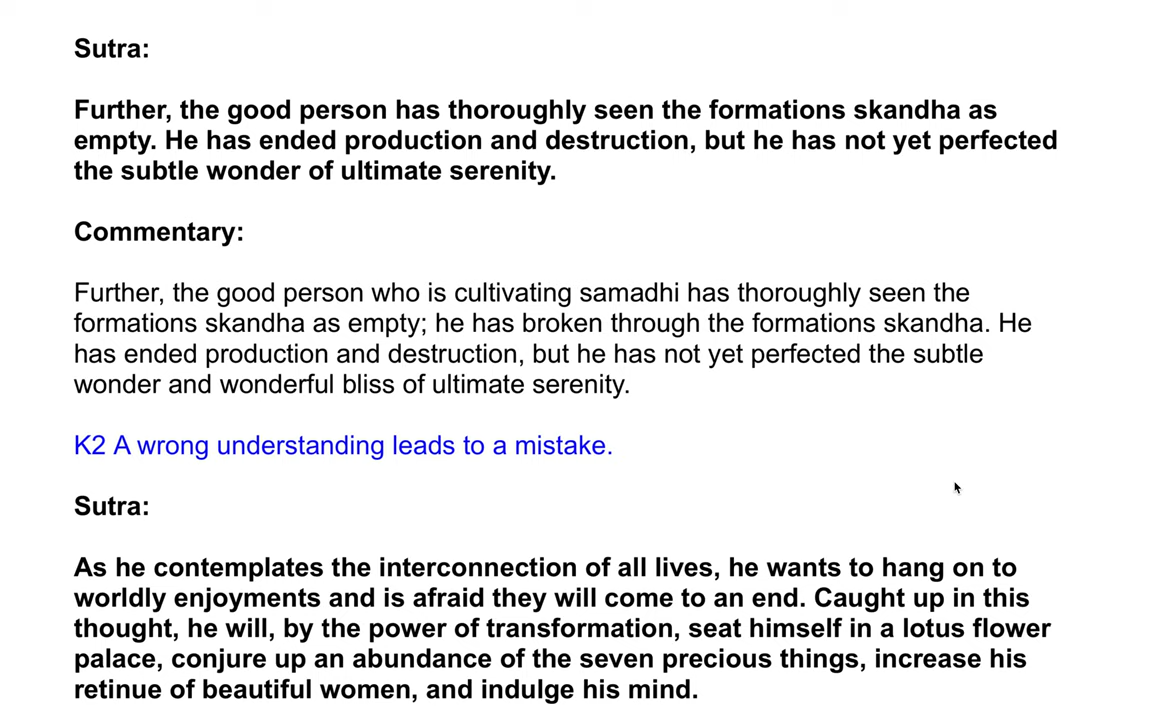 Sutra:
Further, the good person has thoroughly seen the formations skandha as
empty. He has ended production and destruction, but he has not yet perfected
the subtle wonder of ultimate serenity.
Commentary:
Further, the good person who is cultivating samadhi has thoroughly seen the
formations skandha as empty; he has broken through the formations skandha. He
has ended production and destruction, but he has not yet perfected the subtle
wonder and wonderful bliss of ultimate serenity.
K2 A wrong understanding leads to a mistake.
Sutra:
As he contemplates the interconnection of all lives, he wants to hang on to
worldly enjoyments and is afraid they will come to an end. Caught up in this
thought, he will, by the power of transformation, seat himself in a lotus flower
palace, conjure up an abundance of the seven precious things, increase his
retinue of beautiful women, and indulge his mind.